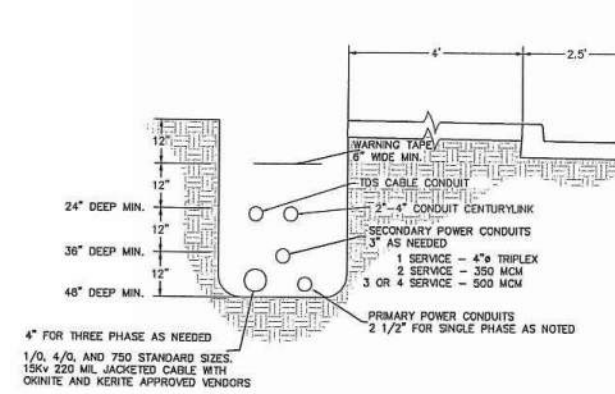 4'
2.5'
12"
WARNING TAPE
6" WIDE MIN.
12"
TDS CABLE CONDUIT
24" DEEP MIN.
2"-4" CONDUIT CENTURYLINK
12"
SECONDARY POWER CONDUITS
3" AS NEEDED
36" DEEP MIN.
1 SERVICE - 4"ø TRIPLEX
2 SERVICE - 350 MCM
3 OR 4 SERVICE - 500 MCM
12"
48" DEEP MIN.
PRIMARY POWER CONDUITS
2 1/2" FOR SINGLE PHASE AS NOTED
4" FOR THREE PHASE AS NEEDED
1/0, 4/0, AND 750 STANDARD SIZES.
15Kv 220 MIL JACKETED CABLE WITH
OKINITE AND KERITE APPROVED VENDORS